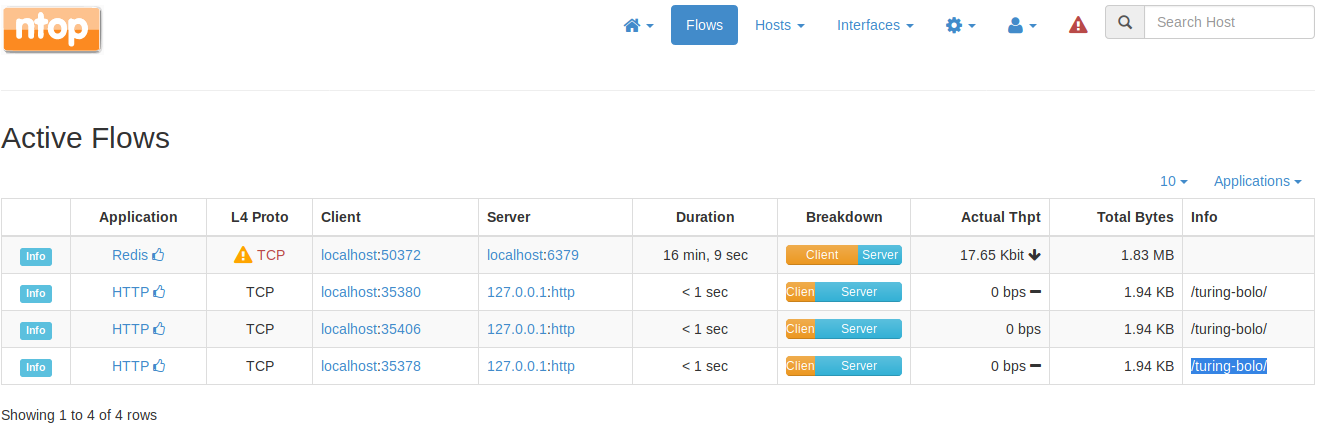 ntop
Flows Hosts Interfaces Search Host
Active Flows
10 Applications
Application L4 Proto Client Server Duration Breakdown Actual Thpt Total Bytes Info
Info Redis TCP localhost:50372 localhost:6379 16 min, 9 sec Client Server 17.65 Kbit 1.83 MB
Info HTTP TCP localhost:35380 127.0.0.1:http < 1 sec Clien Server 0 bps 1.94 KB /turing-bolo/
Info HTTP TCP localhost:35406 127.0.0.1:http < 1 sec Clien Server 0 bps 1.94 KB /turing-bolo/
Info HTTP TCP localhost:35378 127.0.0.1:http < 1 sec Clien Server 0 bps 1.94 KB /turing-bolo/
Showing 1 to 4 of 4 rows